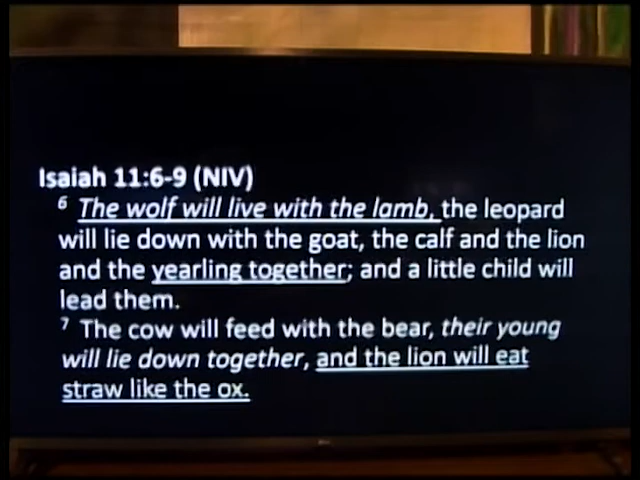 Isaiah 11:6-9 (NIV)
6 The wolf will live with the lamb, the leopard
will lie down with the goat, the calf and the lion
and the yearling together; and a little child will
lead them.
7 The cow will feed with the bear, their young
will lie down together, and the lion will eat
straw like the ox.